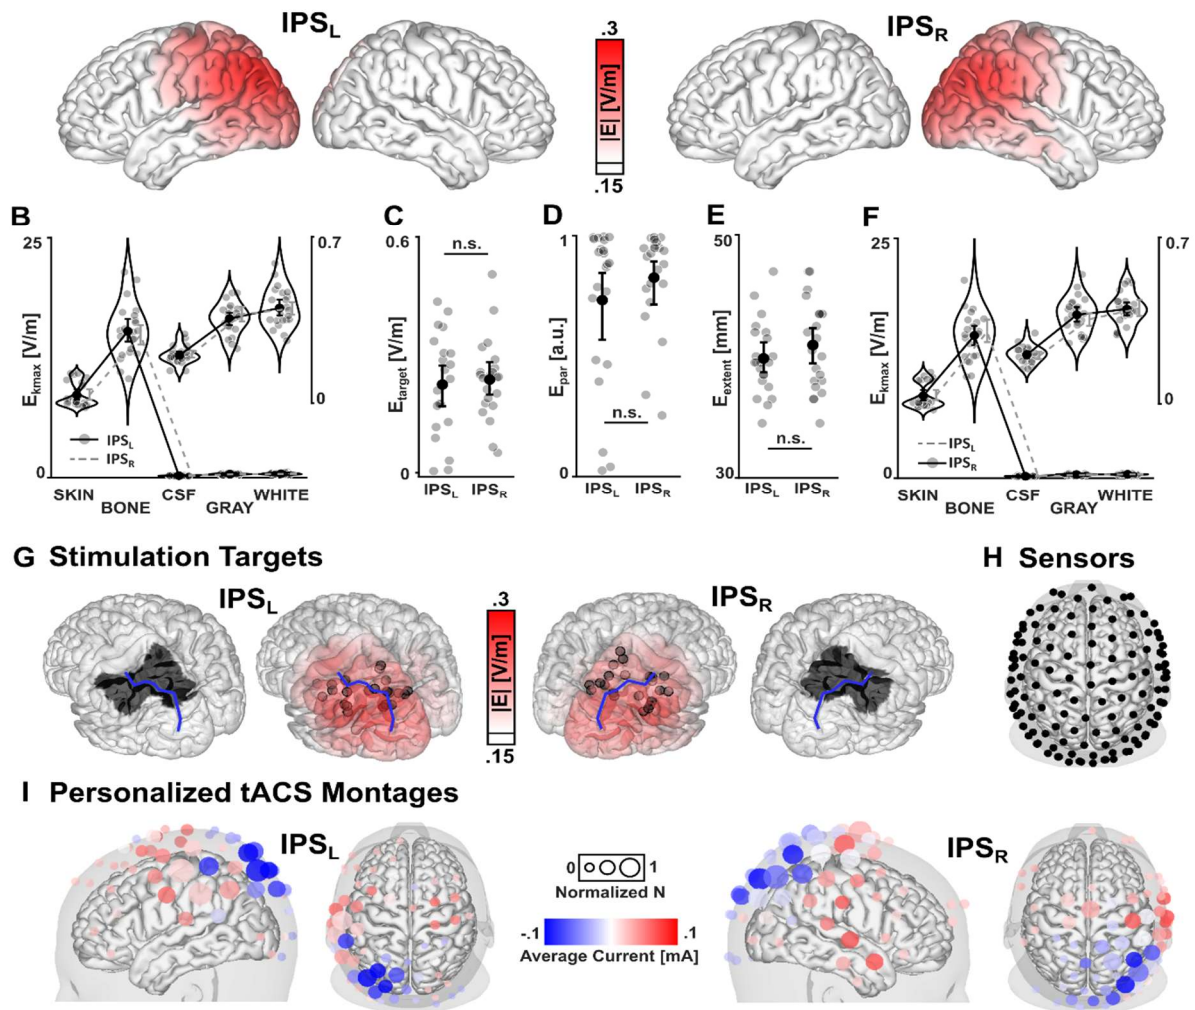 IPSL
IPSR
.3
|E| [V/m]
.15
B
C
D
E
F
25
Ekmax [V/m]
0
0.7
0
IPSL
IPSR
SKIN
BONE
CSF
GRAY
WHITE
0.6
Etarget [V/m]
0
n.s.
IPSL
IPSR
1
Epar [a.u.]
0
n.s.
IPSL
IPSR
50
Eextent [mm]
30
n.s.
IPSL
IPSR
25
Ekmax [V/m]
0
0.7
0
IPSL
IPSR
SKIN
BONE
CSF
GRAY
WHITE
G Stimulation Targets
H Sensors
IPSL
.3
|E| [V/m]
.15
IPSR
I Personalized tACS Montages
IPSL
0 1
Normalized N
-.1 .1
Average Current [mA]
IPSR